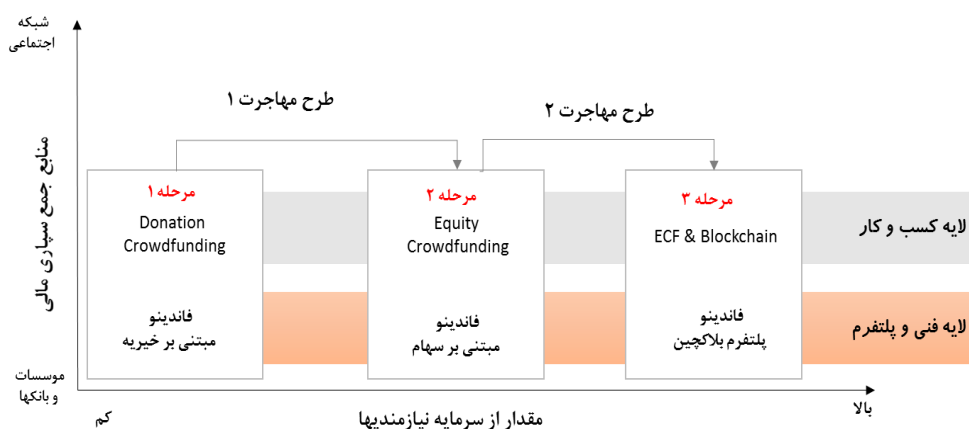 شبکه
اجتماعی
منابع جمع سپاری مالی
موسسات
و بانکها
طرح مهاجرت ۱
طرح مهاجرت ۲
مرحله ۱
Donation
Crowdfunding
فاندینو
مبتنی بر خیریه
مرحله ۲
Equity
Crowdfunding
فاندینو
مبتنی بر سهام
مرحله ۳
ECF & Blockchain
فاندینو
پلتفرم بلاکچین
لایه کسب و کار
لایه فنی و پلتفرم
کم
مقدار از سرمایه نیازمندیها
بالا